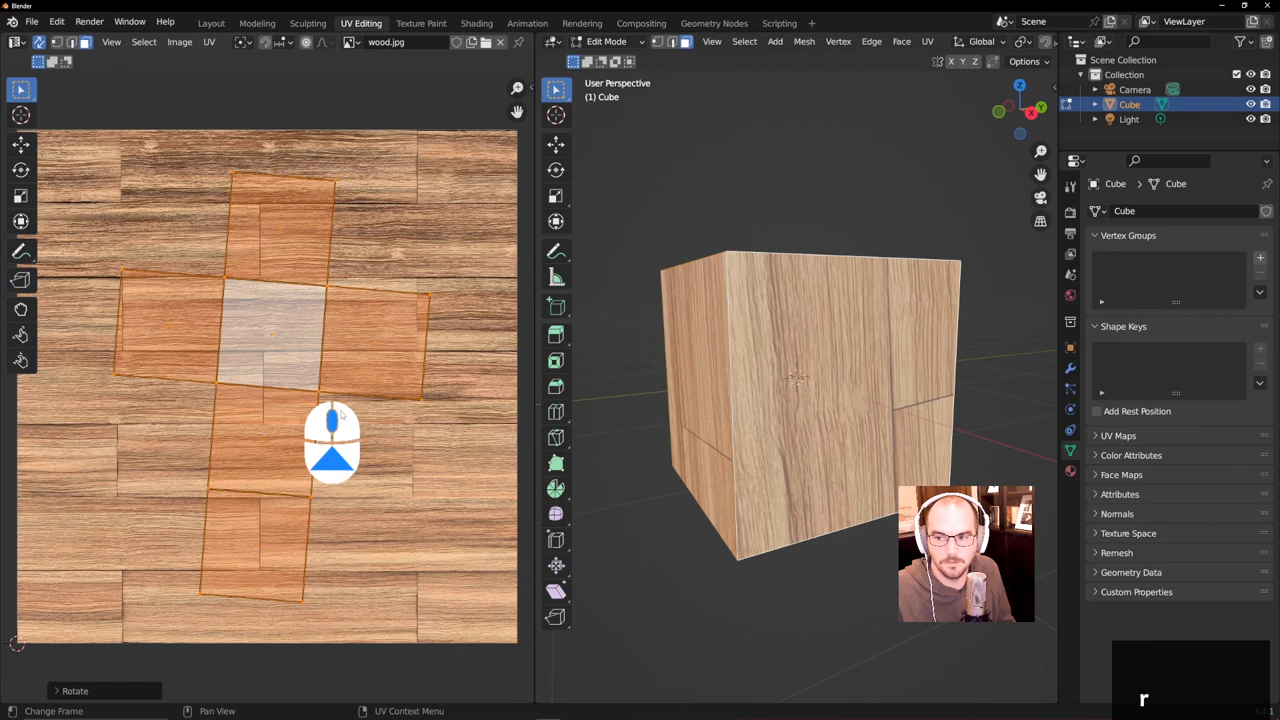 Blender
File Edit Render Window Help
Layout Modeling Sculpting UV Editing Texture Paint Shading Animation Rendering Compositing Geometry Nodes Scripting +
Scene
ViewLayer
View Select Image UV
wood.jpg
Edit Mode
View Select Add Mesh Vertex Edge Face UV
Global
X Y Z
Options
User Perspective
(1) Cube
Z
Y
X
Scene Collection
Collection
Camera
Cube
Light
Cube > Cube
Cube
Vertex Groups
Shape Keys
Add Rest Position
UV Maps
Color Attributes
Face Maps
Attributes
Normals
Texture Space
Remesh
Geometry Data
Custom Properties
> Rotate
r
Change Frame
Pan View
UV Context Menu